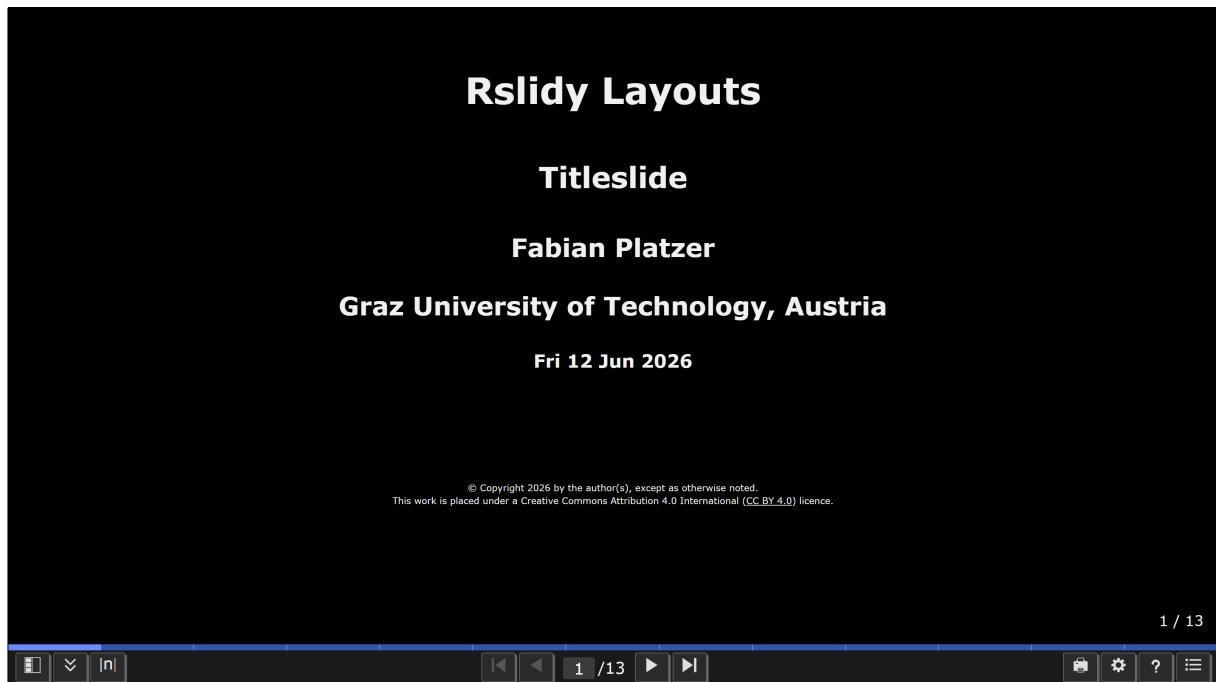 Rslidy Layouts
Titleslide
Fabian Platzer
Graz University of Technology, Austria
Fri 12 Jun 2026
© Copyright 2026 by the author(s), except as otherwise noted.
This work is placed under a Creative Commons Attribution 4.0 International (CC BY 4.0) licence.
1 / 13
|n| 1 /13 ?